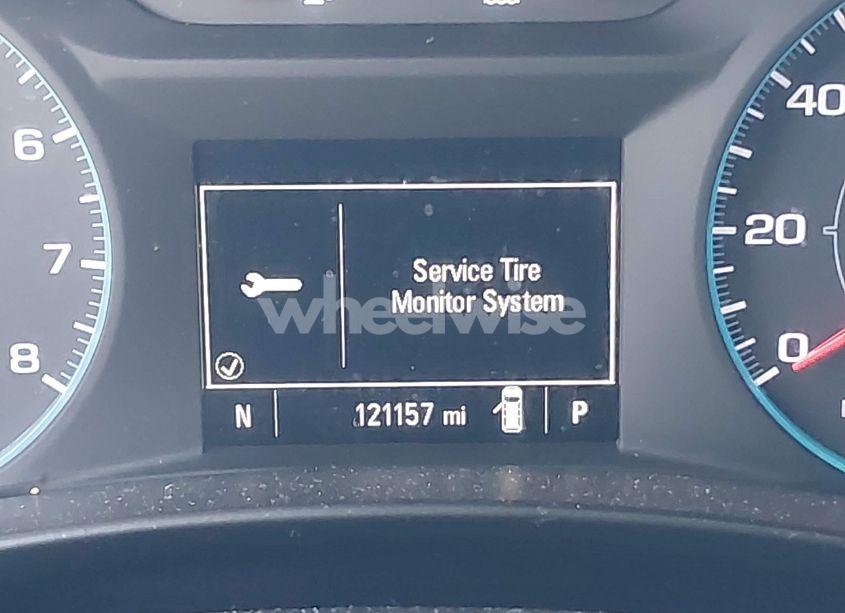 6
7
8
Service Tire
Monitor System
wheelwise
N 121157 mi P
40
20
0